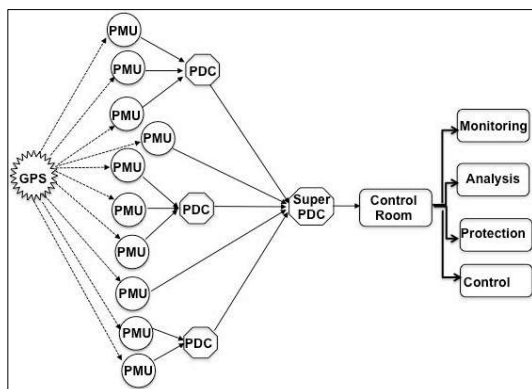 PMU
PMU
PDC
PMU
PMU
Monitoring
GPS
PMU
Analysis
PMU
PDC
Super
PDC
Control
Room
PMU
Protection
PMU
Control
PMU
PDC
PMU